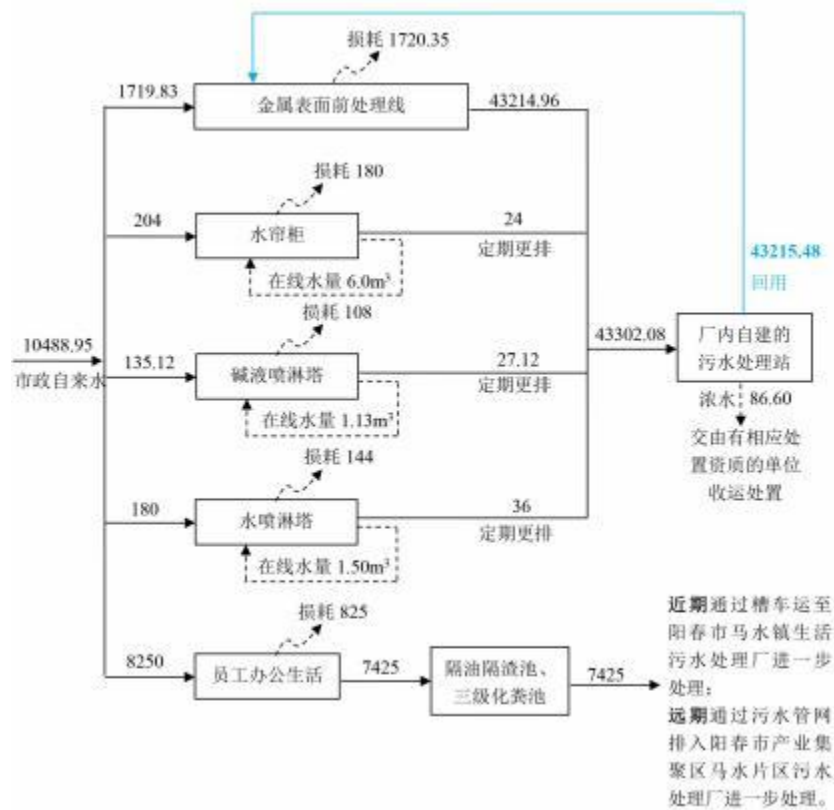 损耗 1720.35
1719.83
金属表面前处理线
43214.96
损耗 180
204
水帘柜
24
定期更排
在线水量 6.0m³
43215.48
回用
损耗 108
10488.95
市政自来水
135.12
碱液喷淋塔
27.12
定期更排
在线水量 1.13m³
43302.08
厂内自建的
污水处理站
浓水 86.60
交由有相应处
置资质的单位
收运处置
损耗 144
180
水喷淋塔
36
定期更排
在线水量 1.50m³
损耗 825
8250
员工办公生活
7425
隔油隔渣池、
三级化粪池
7425
近期通过槽车运至
阳春市马水镇生活
污水处理厂进一步
处理;
远期通过污水管网
排入阳春市产业集
聚区马水片区污水
处理厂进一步处理。